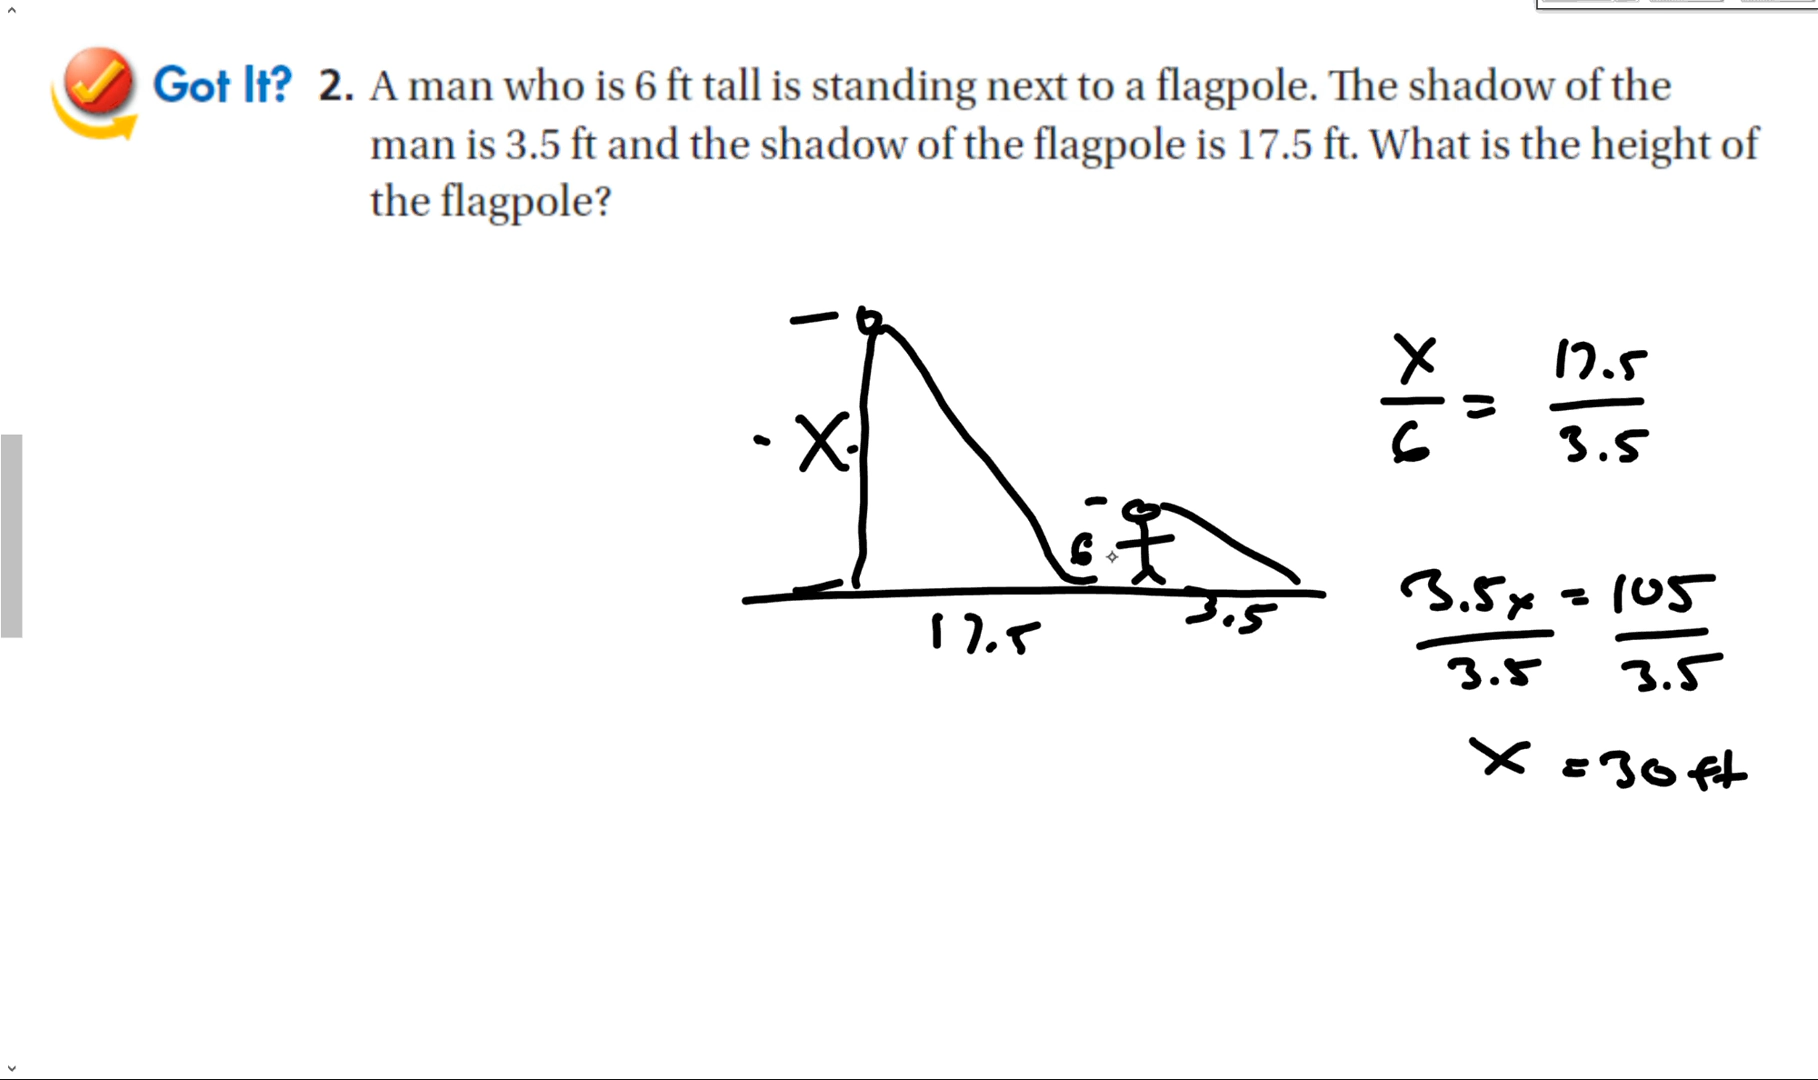 Got It? 2. A man who is 6 ft tall is standing next to a flagpole. The shadow of the
man is 3.5 ft and the shadow of the flagpole is 17.5 ft. What is the height of
the flagpole?
X
6
17.5
3.5
X/6 = 17.5/3.5
3.5x/3.5 = 105/3.5
x = 30 ft